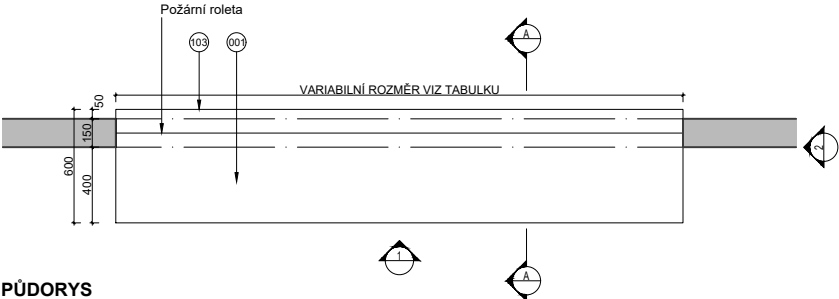 Požární roleta
103
001
A
VARIABILNÍ ROZMĚR VIZ TABULKU
50
150
600
400
2
1
A
PŮDORYS